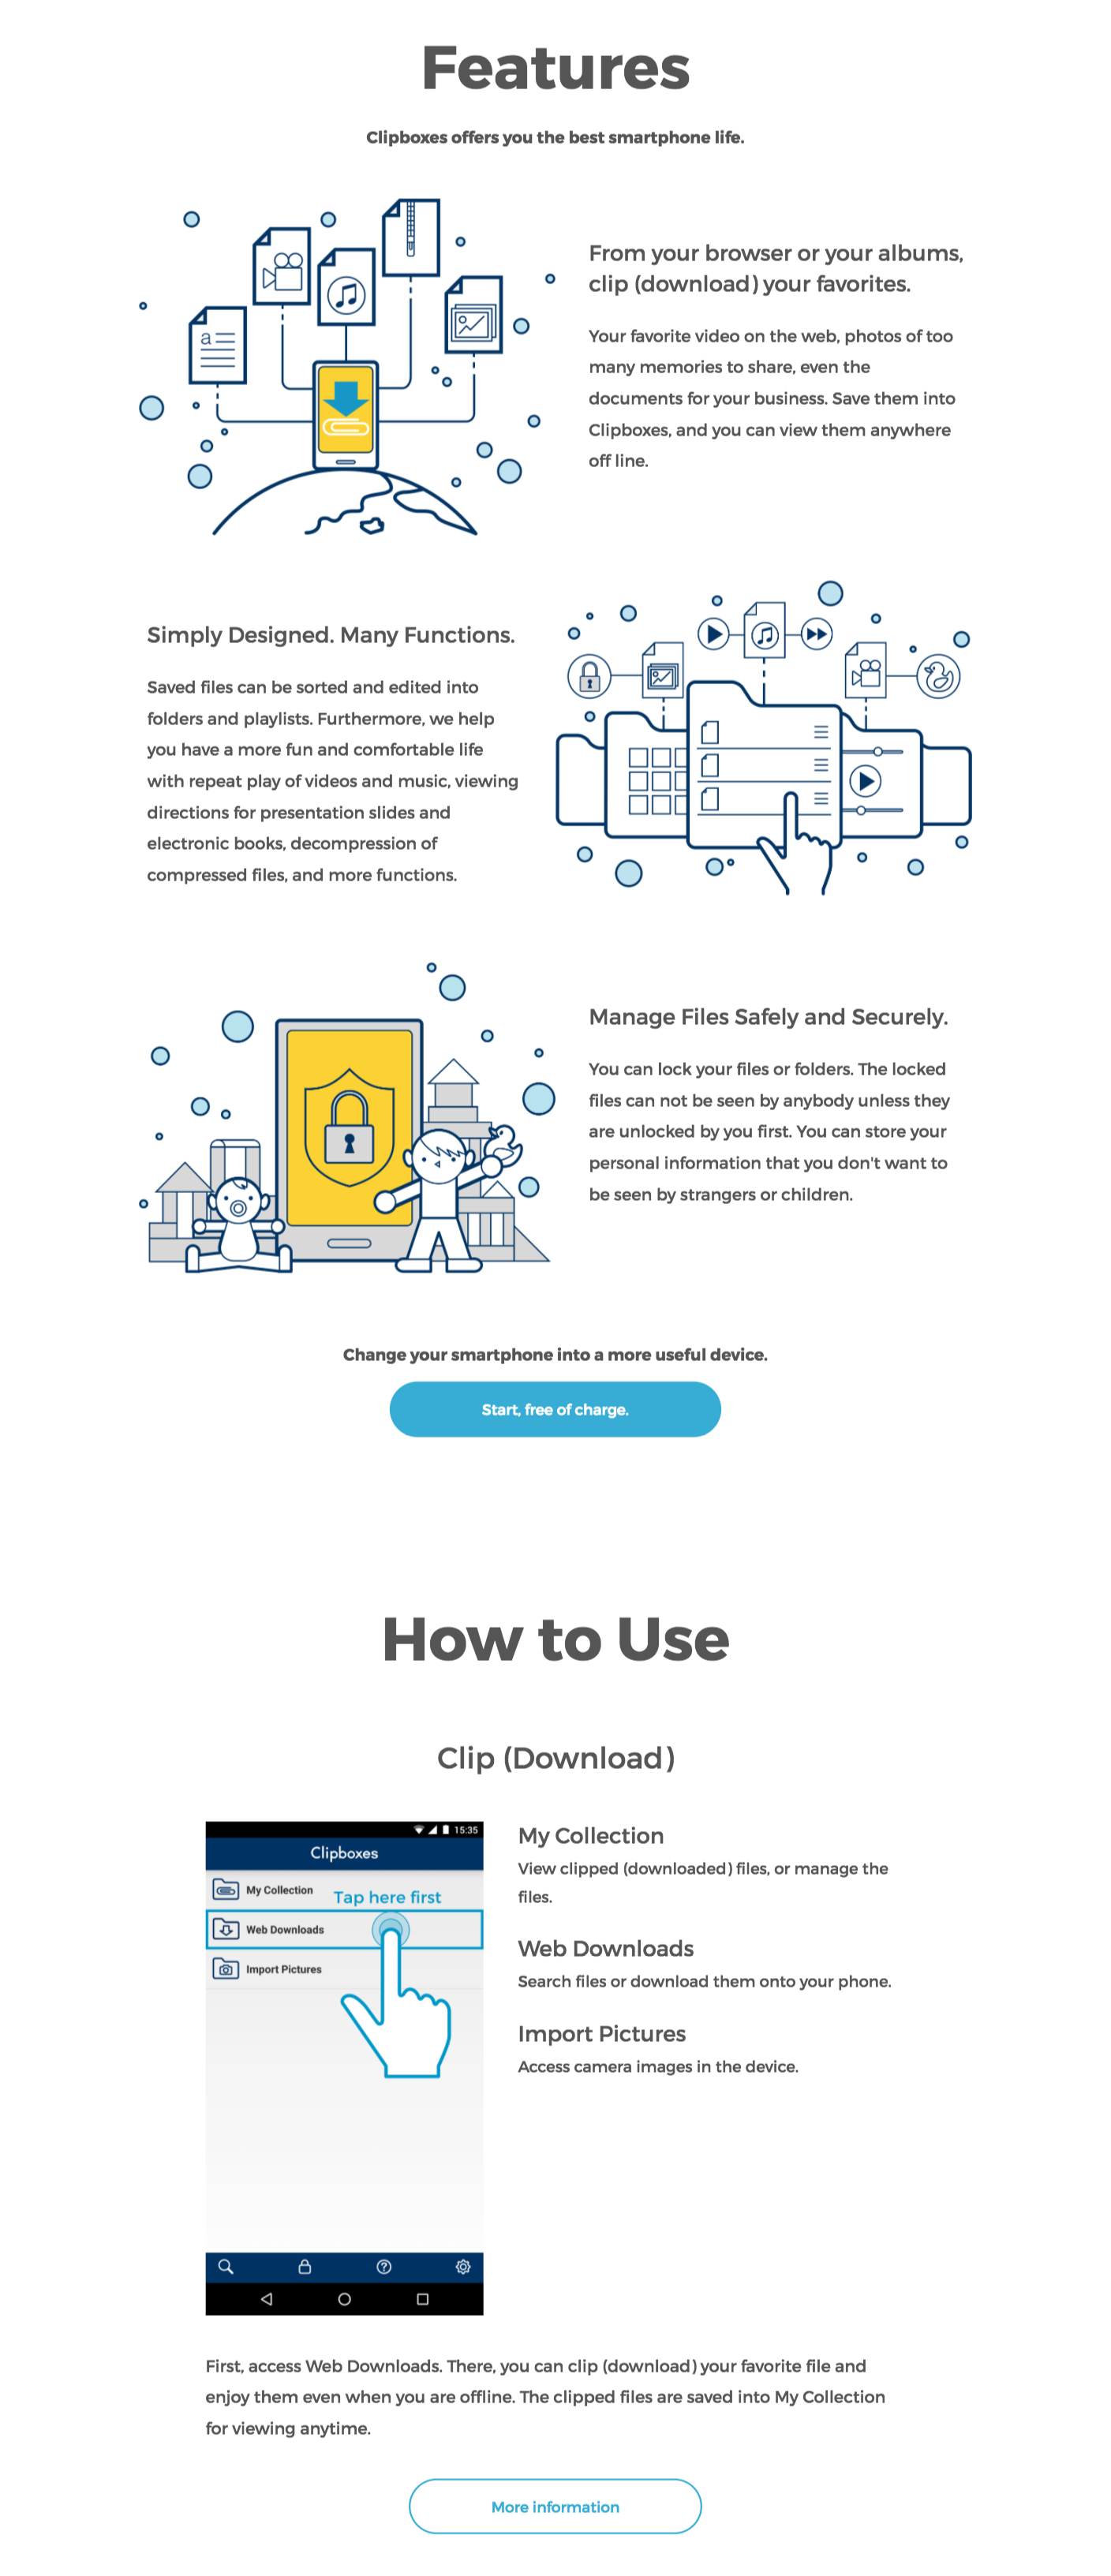 Features
Clipboxes offers you the best smartphone life.
a
From your browser or your albums,
clip (download) your favorites.
Your favorite video on the web, photos of too
many memories to share, even the
documents for your business. Save them into
Clipboxes, and you can view them anywhere
off line.
Simply Designed. Many Functions.
Saved files can be sorted and edited into
folders and playlists. Furthermore, we help
you have a more fun and comfortable life
with repeat play of videos and music, viewing
directions for presentation slides and
electronic books, decompression of
compressed files, and more functions.
Manage Files Safely and Securely.
You can lock your files or folders. The locked
files can not be seen by anybody unless they
are unlocked by you first. You can store your
personal information that you don't want to
be seen by strangers or children.
Change your smartphone into a more useful device.
Start, free of charge.
How to Use
Clip (Download)
15:35
Clipboxes
My Collection
Tap here first
Web Downloads
Import Pictures
My Collection
View clipped (downloaded) files, or manage the
files.
Web Downloads
Search files or download them onto your phone.
Import Pictures
Access camera images in the device.
First, access Web Downloads. There, you can clip (download) your favorite file and
enjoy them even when you are offline. The clipped files are saved into My Collection
for viewing anytime.
More information